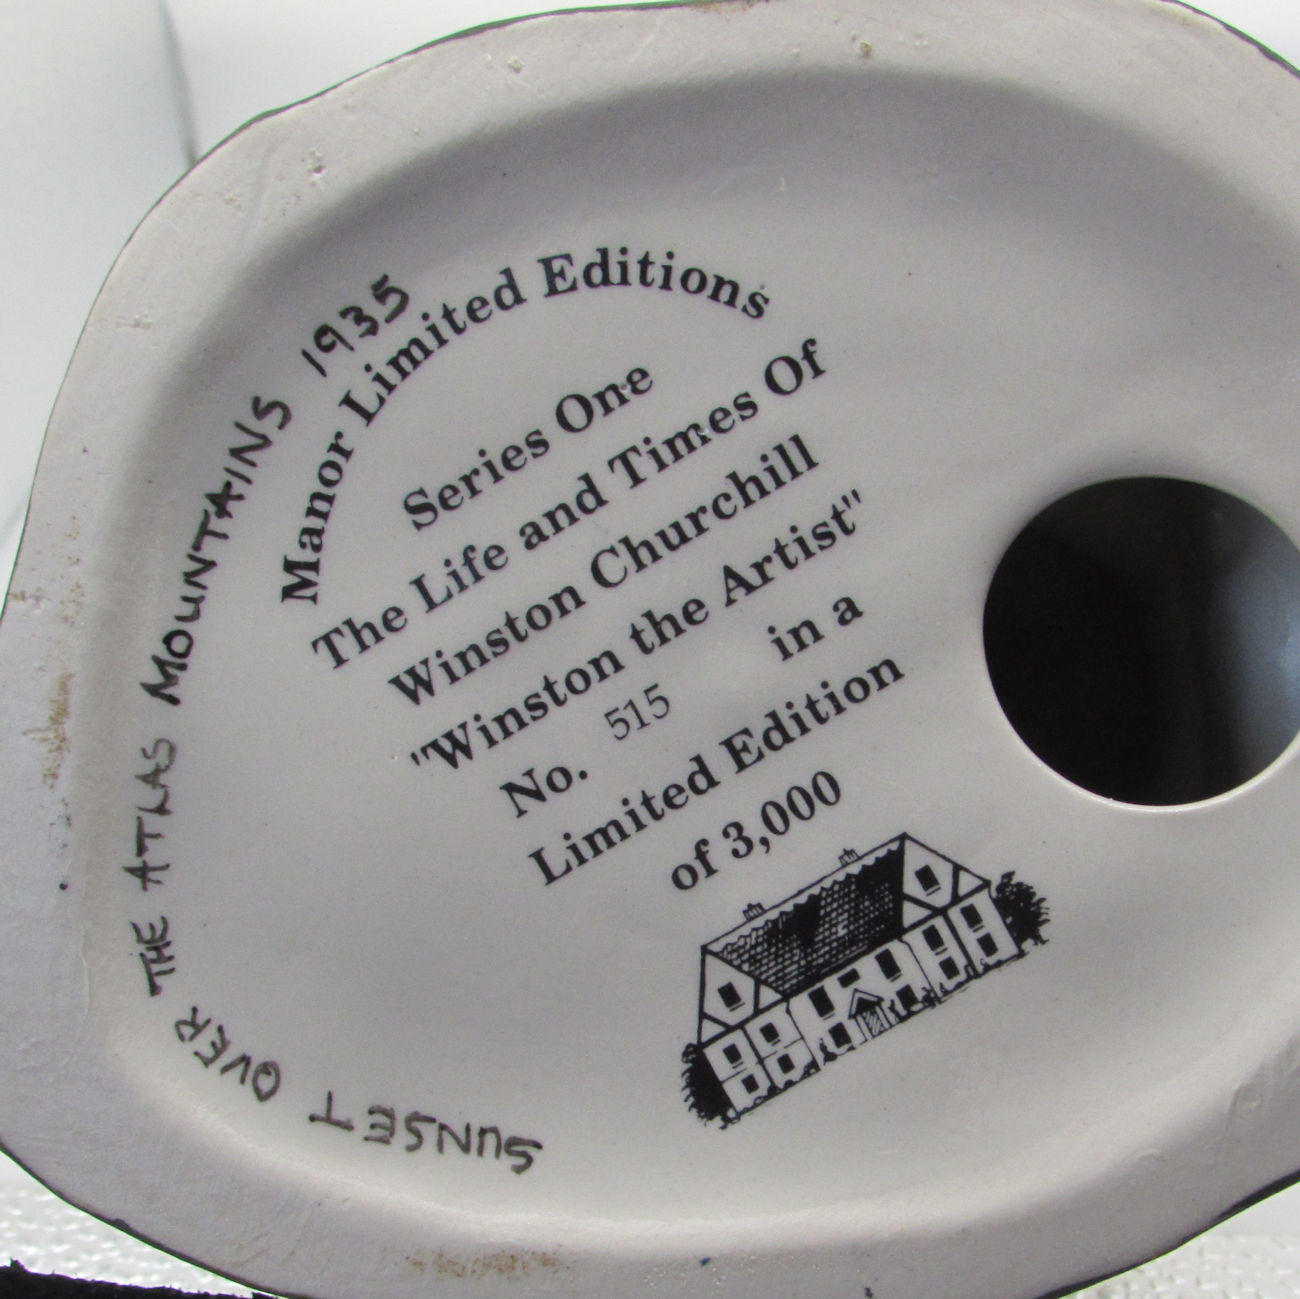 Manor Limited Editions
Series One
The Life and Times Of
Winston Churchill
"Winston the Artist"
No. 515 in a
Limited Edition
of 3,000
SUNSET OVER THE ATLAS MOUNTAINS 1935